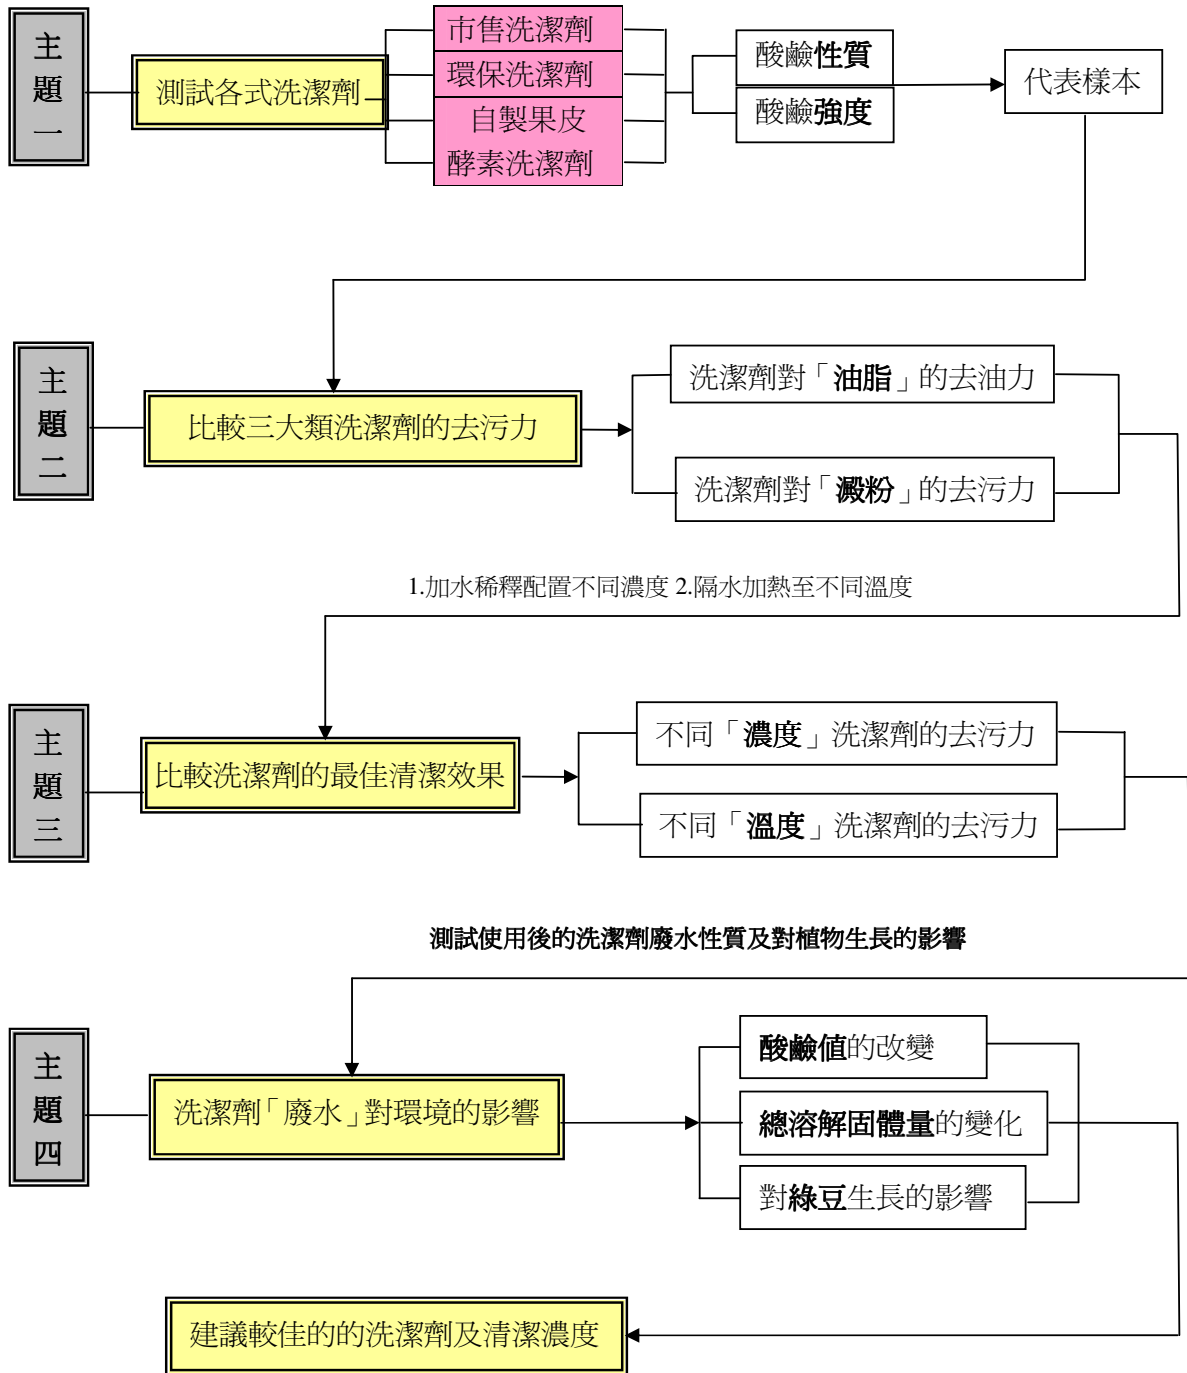 主
題
一
測試各式洗潔劑
市售洗潔劑
環保洗潔劑
自製果皮
酵素洗潔劑
酸鹼性質
酸鹼強度
代表樣本
主
題
二
比較三大類洗潔劑的去污力
洗潔劑對「油脂」的去油力
洗潔劑對「澱粉」的去污力
1.加水稀釋配置不同濃度 2.隔水加熱至不同溫度
主
題
三
比較洗潔劑的最佳清潔效果
不同「濃度」洗潔劑的去污力
不同「溫度」洗潔劑的去污力
測試使用後的洗潔劑廢水性質及對植物生長的影響
主
題
四
洗潔劑「廢水」對環境的影響
酸鹼值的改變
總溶解固體量的變化
對綠豆生長的影響
建議較佳的的洗潔劑及清潔濃度